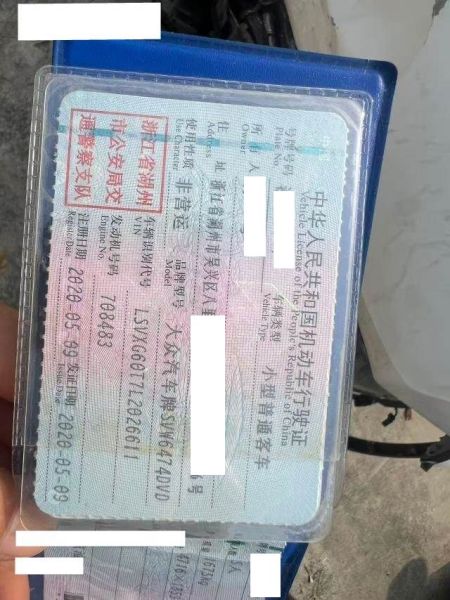 中华人民共和国机动车行驶证
Vehicle License of the People's Republic of China
号牌号码
Plate No.
车辆类型 小型普通客车
Vehicle Type
所有人
Owner
住址 浙江省湖州市吴兴区八里
Address
号
使用性质 非营运
Use Character
品牌型号 大众汽车牌SVW6474DVD
Model
浙江省湖州
市公安局交
通警察支队
车辆识别代号 LSVX060T7L2026611
VIN
发动机号码 708483
Engine No.
注册日期 2020-05-09
Register Date
发证日期 2020-05-09
Issue Date